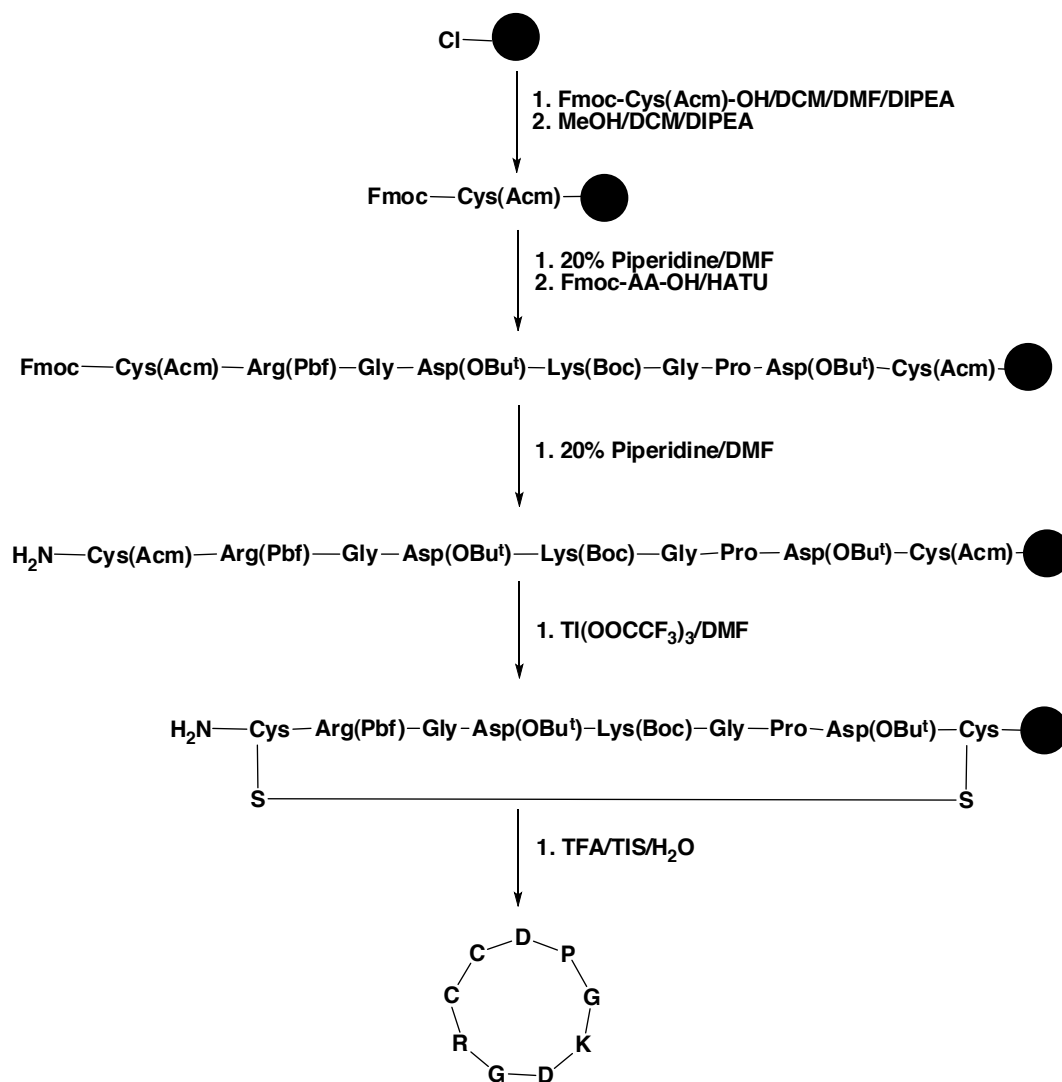 Cl
1. Fmoc-Cys(Acm)-OH/DCM/DMF/DIPEA
2. MeOH/DCM/DIPEA
Fmoc—Cys(Acm)
1. 20% Piperidine/DMF
2. Fmoc-AA-OH/HATU
Fmoc—Cys(Acm)—Arg(Pbf)—Gly—Asp(OBuᵗ)—Lys(Boc)—Gly—Pro—Asp(OBuᵗ)—Cys(Acm)
1. 20% Piperidine/DMF
H₂N—Cys(Acm)—Arg(Pbf)—Gly—Asp(OBuᵗ)—Lys(Boc)—Gly—Pro—Asp(OBuᵗ)—Cys(Acm)
1. Tl(OOCCF₃)₃/DMF
H₂N—Cys—Arg(Pbf)—Gly—Asp(OBuᵗ)—Lys(Boc)—Gly—Pro—Asp(OBuᵗ)—Cys
S S
1. TFA/TIS/H₂O
C D P
C G
R K
G D